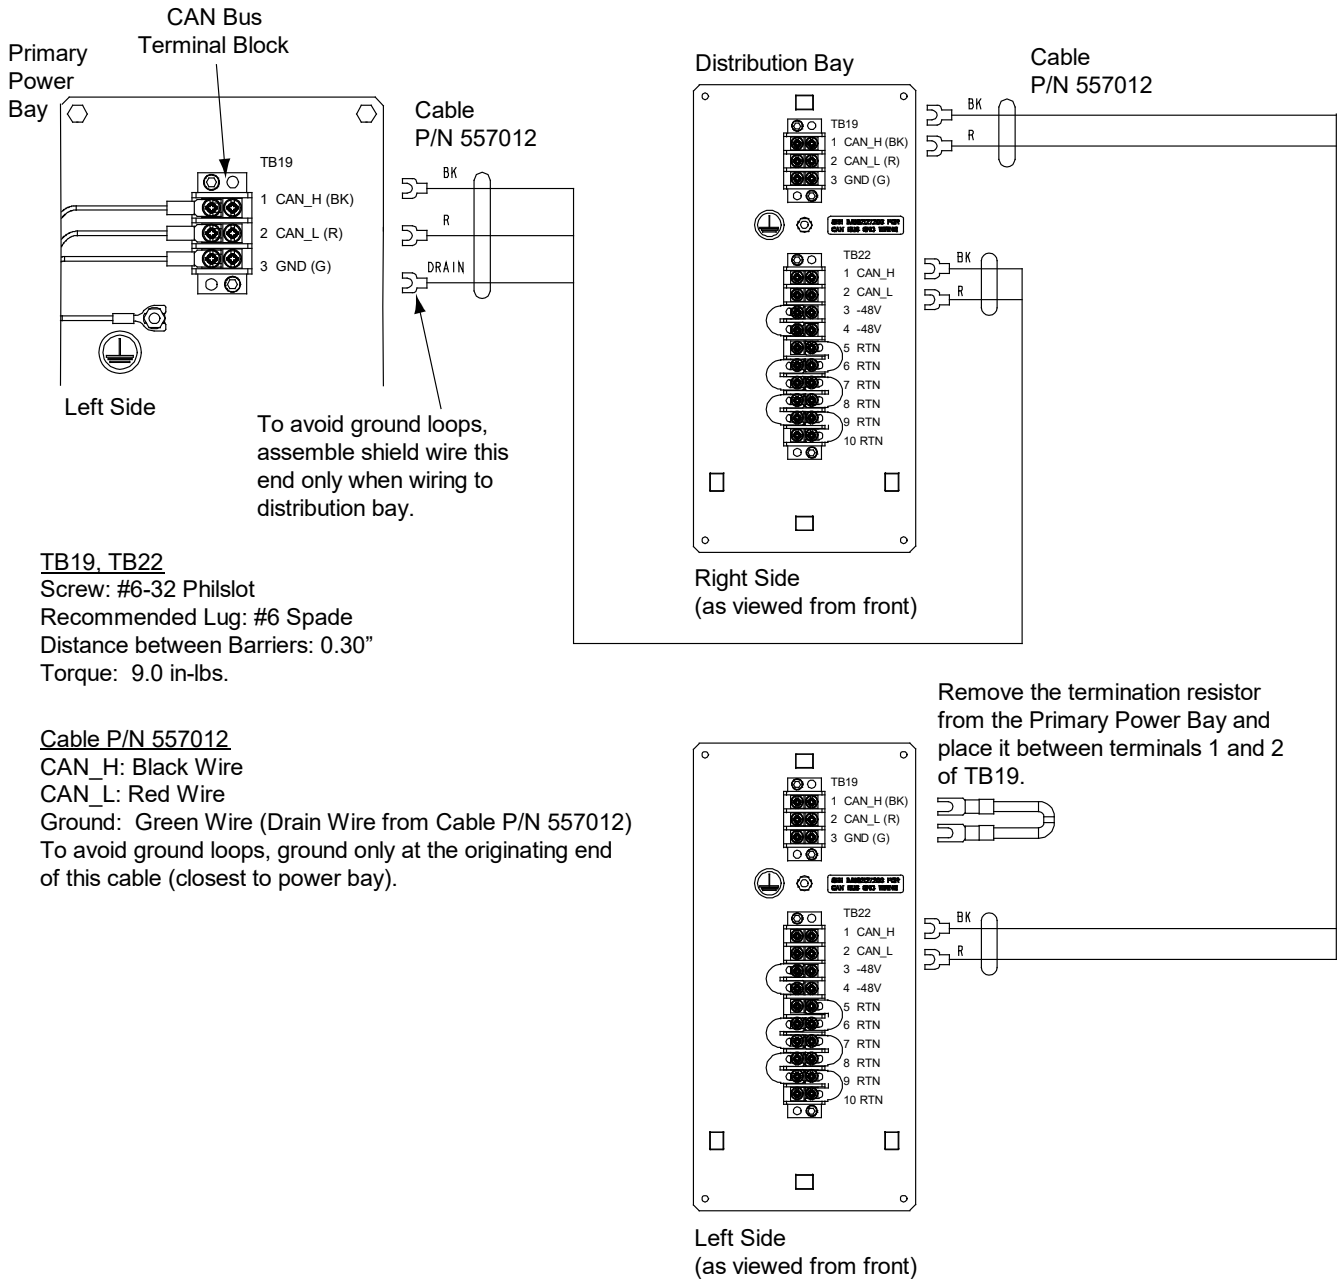 CAN Bus
Terminal Block
Primary
Power
Bay
Cable
P/N 557012
TB19
1 CAN_H (BK)
2 CAN_L (R)
3 GND (G)
BK
R
DRAIN
Left Side
To avoid ground loops,
assemble shield wire this
end only when wiring to
distribution bay.
TB19, TB22
Screw: #6-32 Philslot
Recommended Lug: #6 Spade
Distance between Barriers: 0.30”
Torque:  9.0 in-lbs.
Cable P/N 557012
CAN_H: Black Wire
CAN_L: Red Wire
Ground:  Green Wire (Drain Wire from Cable P/N 557012)
To avoid ground loops, ground only at the originating end
of this cable (closest to power bay).
Distribution Bay
Cable
P/N 557012
TB19
1 CAN_H (BK)
2 CAN_L (R)
3 GND (G)
BK
R
TB22
1 CAN_H
2 CAN_L
3 -48V
4 -48V
5 RTN
6 RTN
7 RTN
8 RTN
9 RTN
10 RTN
BK
R
Right Side
(as viewed from front)
Remove the termination resistor
from the Primary Power Bay and
place it between terminals 1 and 2
of TB19.
TB19
1 CAN_H (BK)
2 CAN_L (R)
3 GND (G)
TB22
1 CAN_H
2 CAN_L
3 -48V
4 -48V
5 RTN
6 RTN
7 RTN
8 RTN
9 RTN
10 RTN
BK
R
Left Side
(as viewed from front)